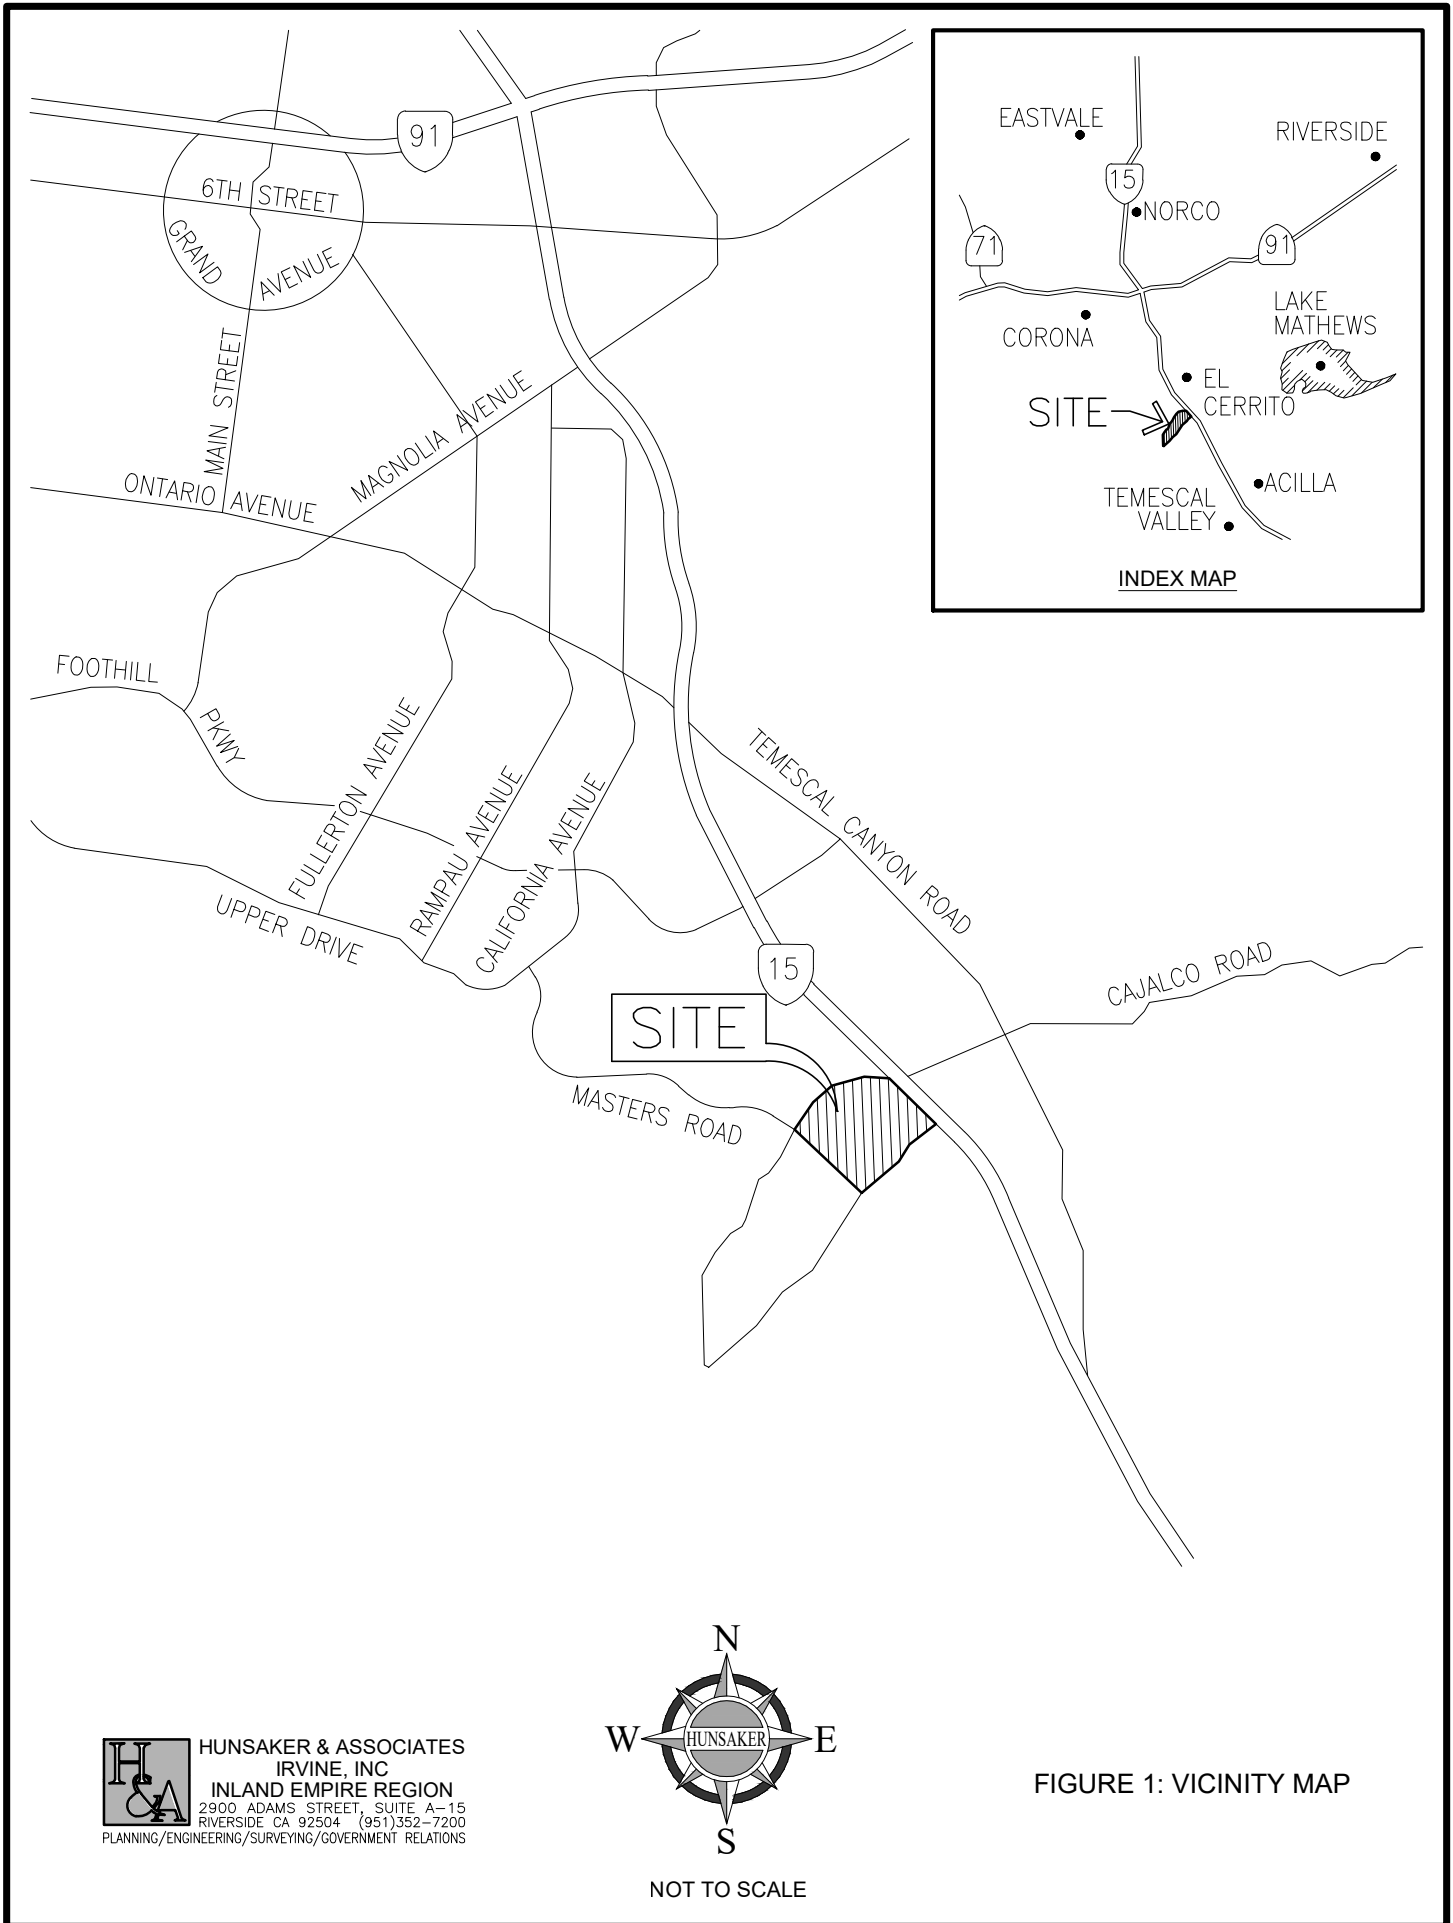 91
6TH STREET
GRAND AVENUE
MAIN STREET
MAGNOLIA AVENUE
ONTARIO AVENUE
FOOTHILL
PKWY
FULLERTON AVENUE
RAMPAU AVENUE
CALIFORNIA AVENUE
UPPER DRIVE
TEMESCAL CANYON ROAD
15
CAJALCO ROAD
SITE
MASTERS ROAD
EASTVALE
RIVERSIDE
15
NORCO
71
91
LAKE
MATHEWS
CORONA
EL
CERRITO
SITE
ACILLA
TEMESCAL
VALLEY
INDEX MAP
N
W
HUNSAKER
E
S
NOT TO SCALE
H&A
HUNSAKER & ASSOCIATES
IRVINE, INC
INLAND EMPIRE REGION
2900 ADAMS STREET, SUITE A-15
RIVERSIDE CA 92504 (951)352-7200
PLANNING/ENGINEERING/SURVEYING/GOVERNMENT RELATIONS
FIGURE 1: VICINITY MAP